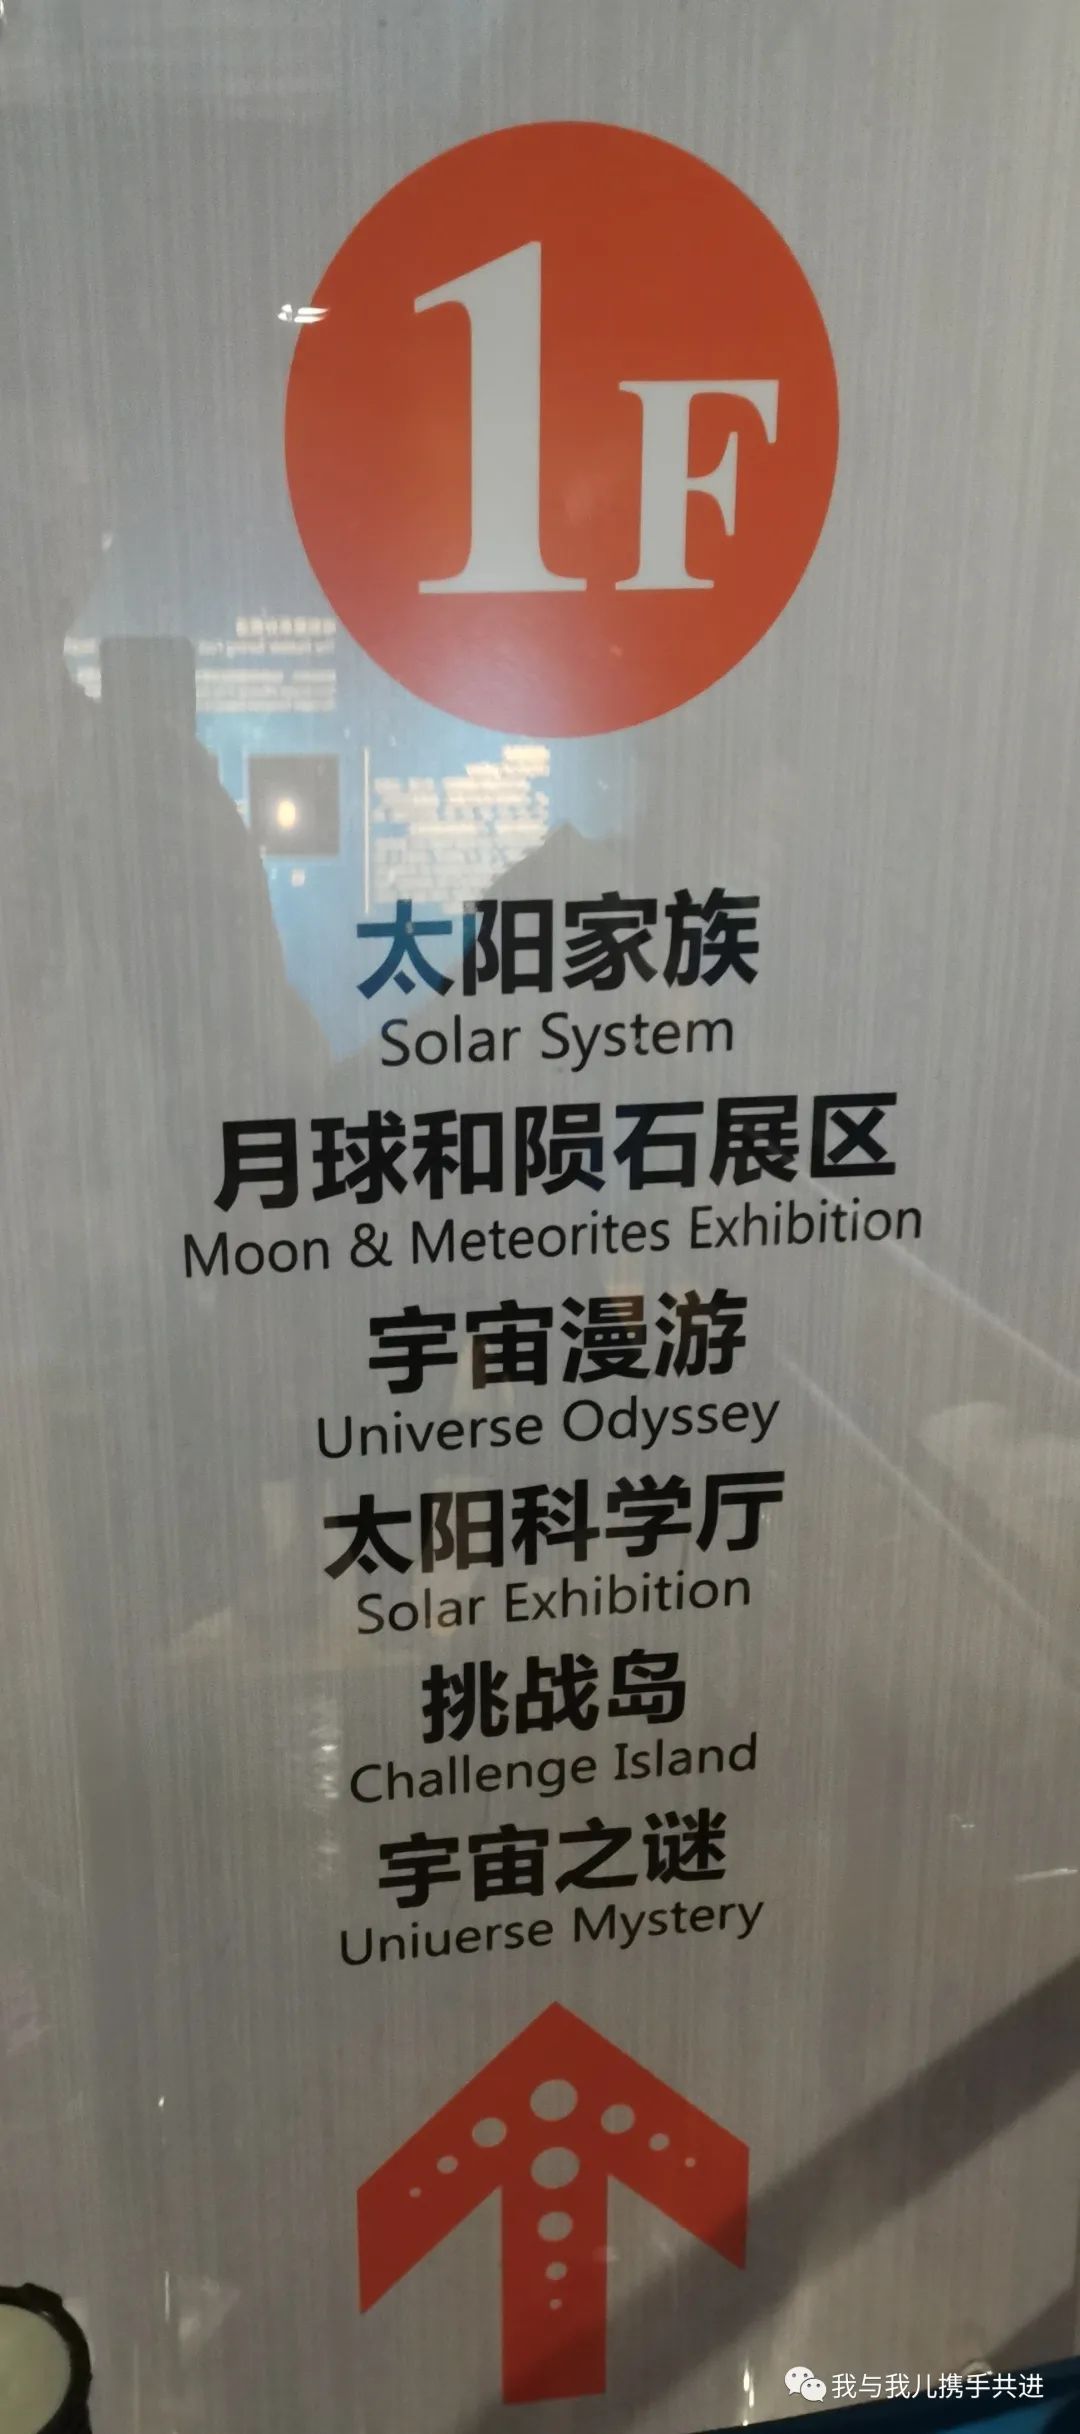 1F
太阳家族
Solar System
月球和陨石展区
Moon & Meteorites Exhibition
宇宙漫游
Universe Odyssey
太阳科学厅
Solar Exhibition
挑战岛
Challenge Island
宇宙之谜
Uniuerse Mystery
我与我儿携手共进